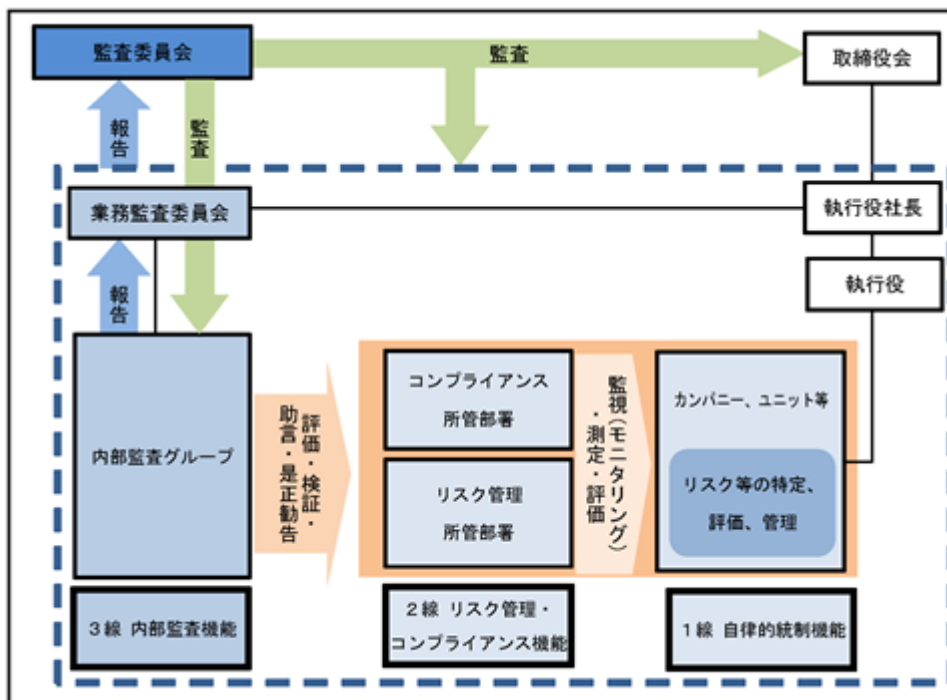 監査委員会
監査
取締役会
報告
監査
業務監査委員会
執行役社長
執行役
報告
内部監査グループ
評価・検証・
助言・是正勧告
コンプライアンス
所管部署
リスク管理
所管部署
監視(モニタリング)
・測定・評価
カンパニー、ユニット等
リスク等の特定、
評価、管理
3線 内部監査機能
2線 リスク管理・
コンプライアンス機能
1線 自律的統制機能